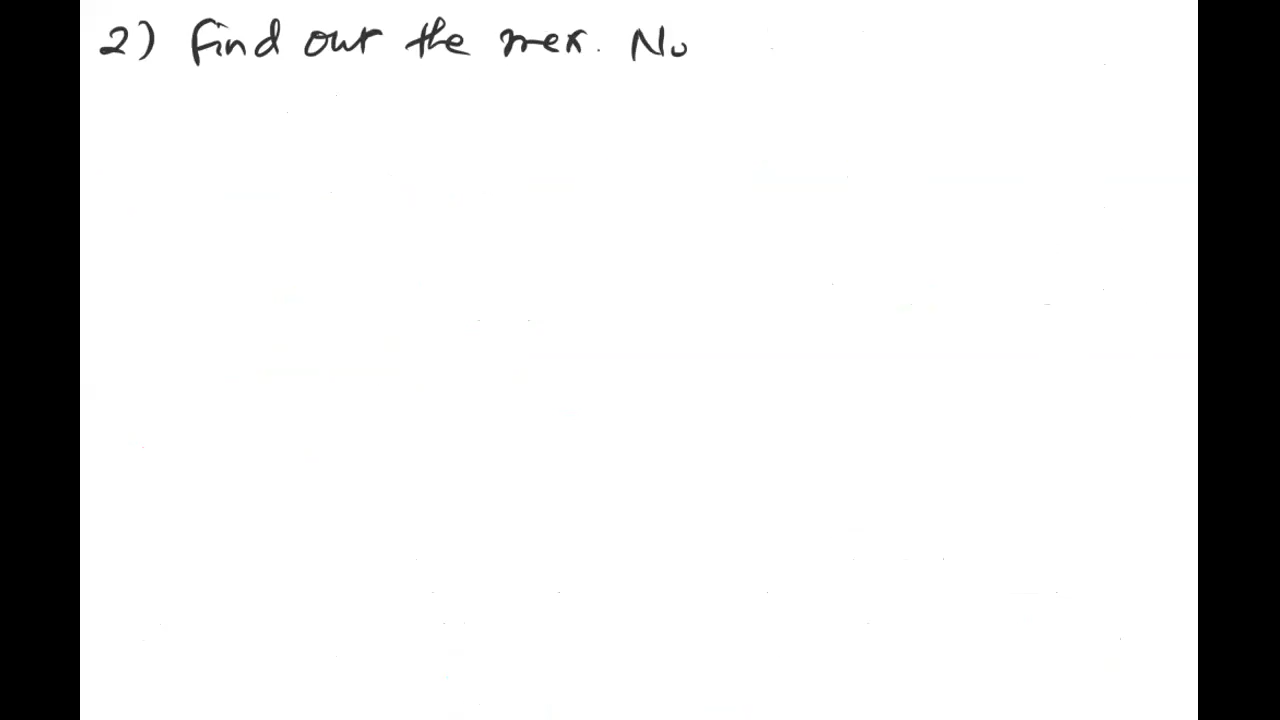 2) Find out the max. No